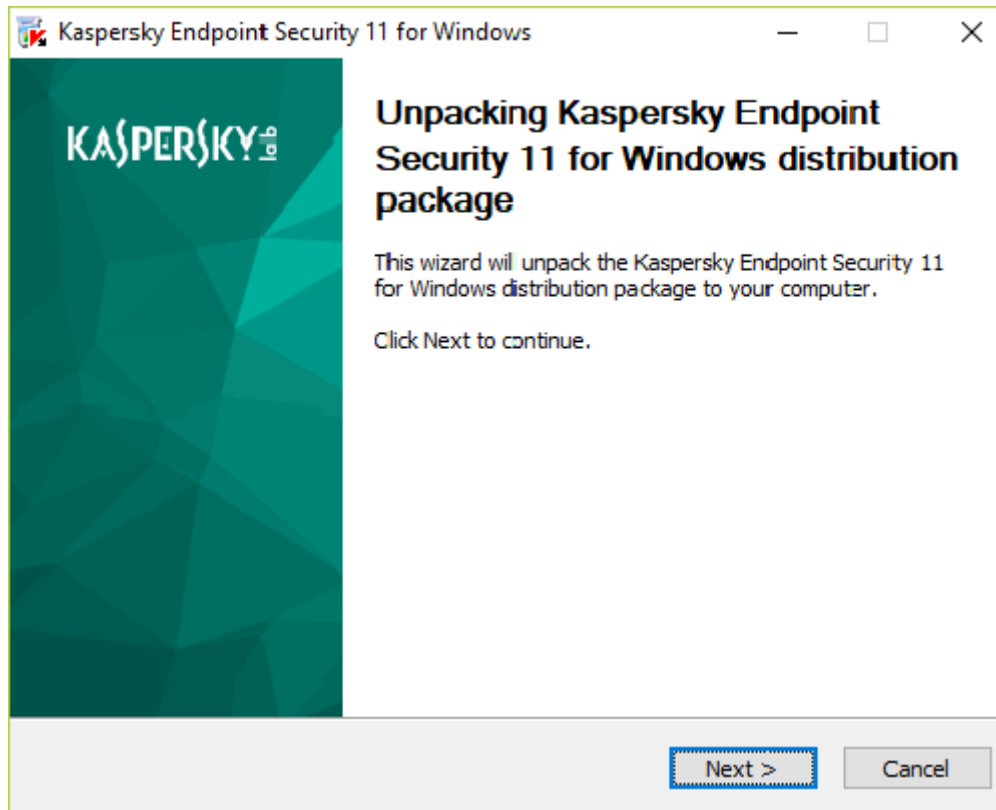 Kaspersky Endpoint Security 11 for Windows
KASPERSKY lab
Unpacking Kaspersky Endpoint
Security 11 for Windows distribution
package
This wizard will unpack the Kaspersky Endpoint Security 11
for Windows distribution package to your computer.
Click Next to continue.
Next >
Cancel